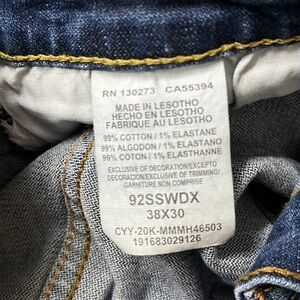 RN 130273 CA55394
MADE IN LESOTHO
HECHO EN LESOTHO
FABRIQUE AU LESOTHO
99% COTTON / 1% ELASTANE
99% ALGODON / 1% ELASTANE
99% COTON / 1% ELASTHANNE
EXCLUSIVE OF DECORATION/EXCEPTO
DECORACION/EXCLUSIVE OF TRIMMING/
GARNITURE NON COMPRISE
92SSWDX
38X30
CYY-20K-MMMH46503
191683029126